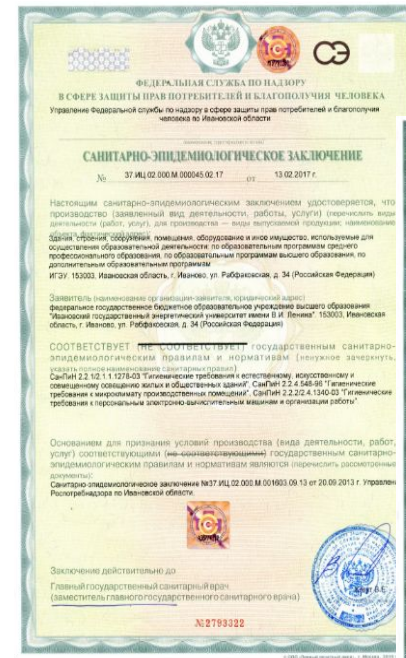 СЭ
ФЕДЕРАЛЬНАЯ СЛУЖБА ПО НАДЗОРУ
В СФЕРЕ ЗАЩИТЫ ПРАВ ПОТРЕБИТЕЛЕЙ И БЛАГОПОЛУЧИЯ ЧЕЛОВЕКА
Управление Федеральной службы по надзору в сфере защиты прав потребителей и благополучия
человека по Ивановской области
САНИТАРНО-ЭПИДЕМИОЛОГИЧЕСКОЕ ЗАКЛЮЧЕНИЕ
№ 37.ИЦ.02.000.М.000045.02.17 от 13.02.2017 г.
Настоящим санитарно-эпидемиологическим заключением удостоверяется, что
производство (заявленный вид деятельности, работы, услуги) (перечислить виды
деятельности (работ, услуг), для производства — виды выпускаемой продукции; наименование
объекта, фактический адрес):
Здания, строения, сооружения, помещения, оборудование и иное имущество, используемые для
осуществления образовательной деятельности: по образовательным программам среднего
профессионального образования, по образовательным программам высшего образования, по
дополнительным образовательным программам
ИГЭУ. 153003, Ивановская область, г. Иваново. ул. Рабфаковская, д. 34 (Российская Федерация)
Заявитель (наименование организации-заявителя, юридический адрес)
федеральное государственное бюджетное образовательное учреждение высшего образования
"Ивановский государственный энергетический университет имени В.И. Ленина". 153003, Ивановская
область, г. Иваново, ул. Рабфаковская, д. 34 (Российская Федерация)
СООТВЕТСТВУЕТ (НЕ СООТВЕТСТВУЕТ) государственным санитарно-
эпидемиологическим правилам и нормативам (ненужное зачеркнуть,
указать полное наименование санитарных правил)
СанПиН 2.2.1/2.1.1.1278-03 "Гигиенические требования к естественному, искусственному и
совмещенному освещению жилых и общественных зданий", СанПиН 2.2.4.548-96 "Гигиенические
требования к микроклимату производственных помещений", СанПиН 2.2.2/2.4.1340-03 "Гигиенические
требования к персональным электронно-вычислительным машинам и организации работы"
Основанием для признания условий производства (вида деятельности, работ,
услуг) соответствующими (не соответствующими) государственным санитарно-
эпидемиологическим правилам и нормативам являются (перечислить рассмотренные
документы):
Санитарно-эпидемиологическое заключение №37.ИЦ.02.000.М.001603.09.13 от 20.09.2013 г. Управлен
Роспотребнадзора по Ивановской области.
Заключение действительно до
Главный государственный санитарный врач
(заместитель главного государственного санитарного врача)
№2793322